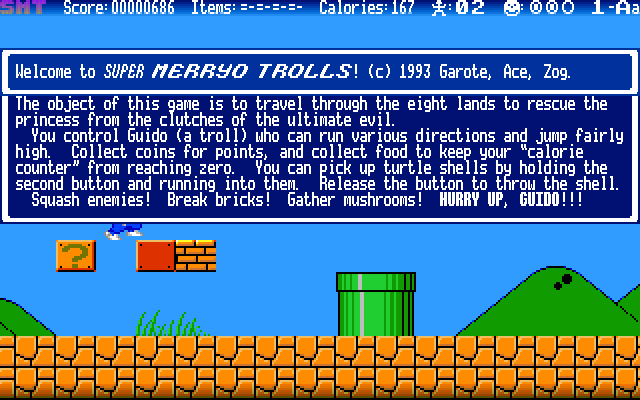 SMT Score:00000686 Items:=-=-=-=- Calories:167 :02 :000 1-Aa
Welcome to SUPER MERRYO TROLLS! (c) 1993 Garote, Ace, Zog.
The object of this game is to travel through the eight lands to rescue the
princess from the clutches of the ultimate evil.
You control Guido (a troll) who can run various directions and jump fairly
high. Collect coins for points, and collect food to keep your "calorie
counter" from reaching zero. You can pick up turtle shells by holding the
second button and running into them. Release the button to throw the shell.
Squash enemies! Break bricks! Gather mushrooms! HURRY UP, GUIDO!!!
?